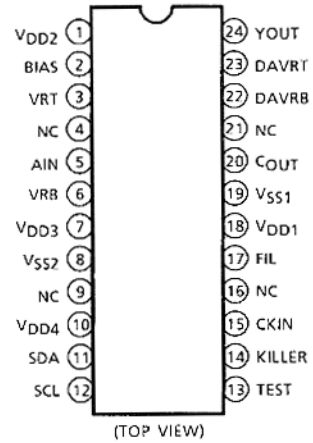 VDD2 1 24 YOUT
BIAS 2 23 DAVRT
VRT 3 22 DAVRB
NC 4 21 NC
AIN 5 20 COUT
VRB 6 19 VSS1
VDD3 7 18 VDD1
VSS2 8 17 FIL
NC 9 16 NC
VDD4 10 15 CKIN
SDA 11 14 KILLER
SCL 12 13 TEST
(TOP VIEW)